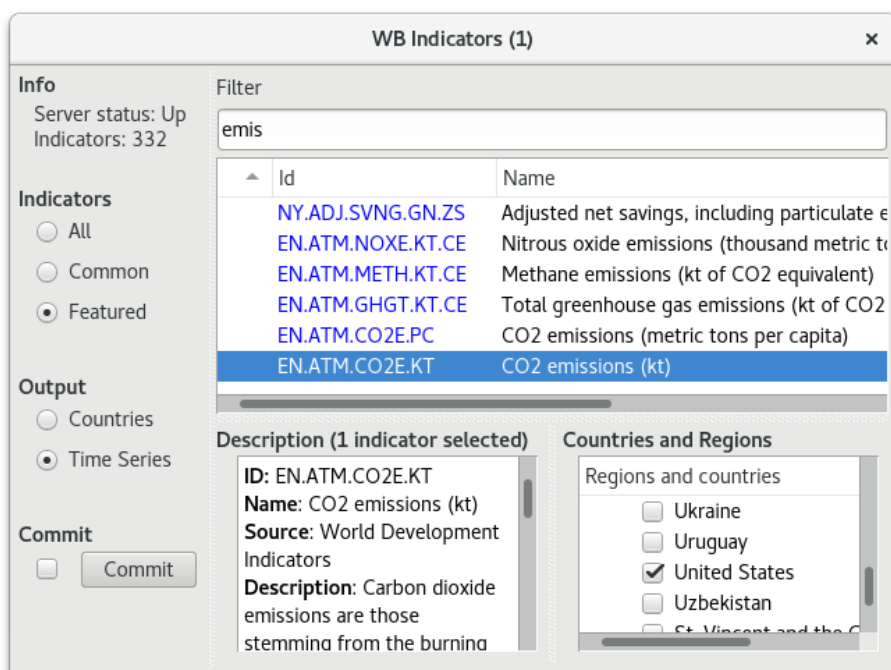 WB Indicators (1)
×
Info
Server status: Up
Indicators: 332
Indicators
All
Common
Featured
Output
Countries
Time Series
Commit
Commit
Filter
emis
Id Name
NY.ADJ.SVNG.GN.ZS Adjusted net savings, including particulate e
EN.ATM.NOXE.KT.CE Nitrous oxide emissions (thousand metric to
EN.ATM.METH.KT.CE Methane emissions (kt of CO2 equivalent)
EN.ATM.GHGT.KT.CE Total greenhouse gas emissions (kt of CO2
EN.ATM.CO2E.PC CO2 emissions (metric tons per capita)
EN.ATM.CO2E.KT CO2 emissions (kt)
Description (1 indicator selected)
ID: EN.ATM.CO2E.KT
Name: CO2 emissions (kt)
Source: World Development
Indicators
Description: Carbon dioxide
emissions are those
stemming from the burning
Countries and Regions
Regions and countries
Ukraine
Uruguay
United States
Uzbekistan
St. Vincent and the G